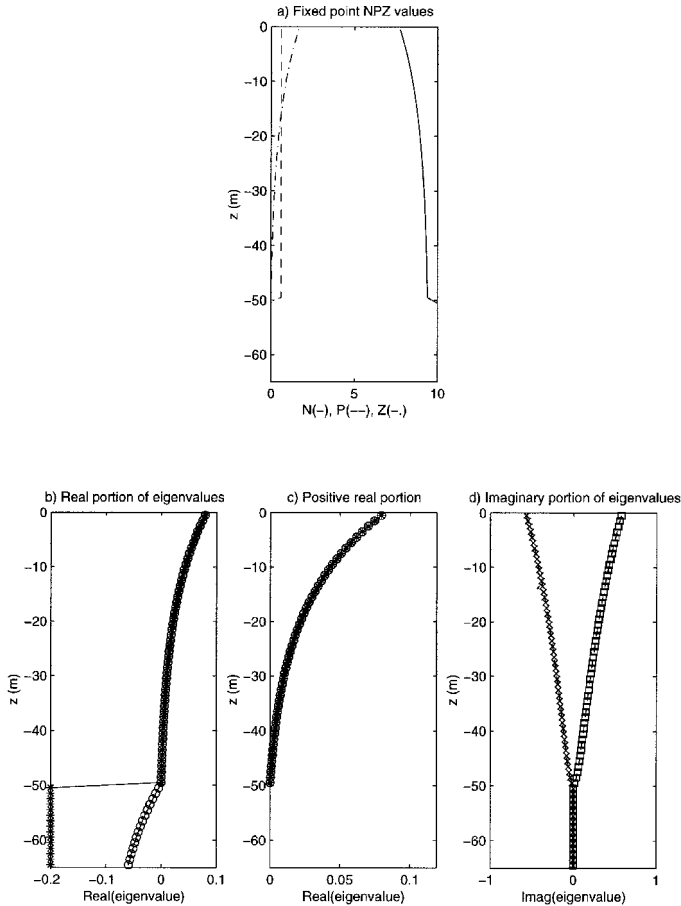 a) Fixed point NPZ values
0
−10
−20
−30
−40
−50
−60
z (m)
0 5 10
N(−), P(−−), Z(−.)
b) Real portion of eigenvalues
0
−10
−20
−30
−40
−50
−60
z (m)
−0.2 −0.1 0 0.1
Real(eigenvalue)
c) Positive real portion
0
−10
−20
−30
−40
−50
−60
z (m)
0 0.05 0.1
Real(eigenvalue)
d) Imaginary portion of eigenvalues
0
−10
−20
−30
−40
−50
−60
z (m)
−1 0 1
Imag(eigenvalue)